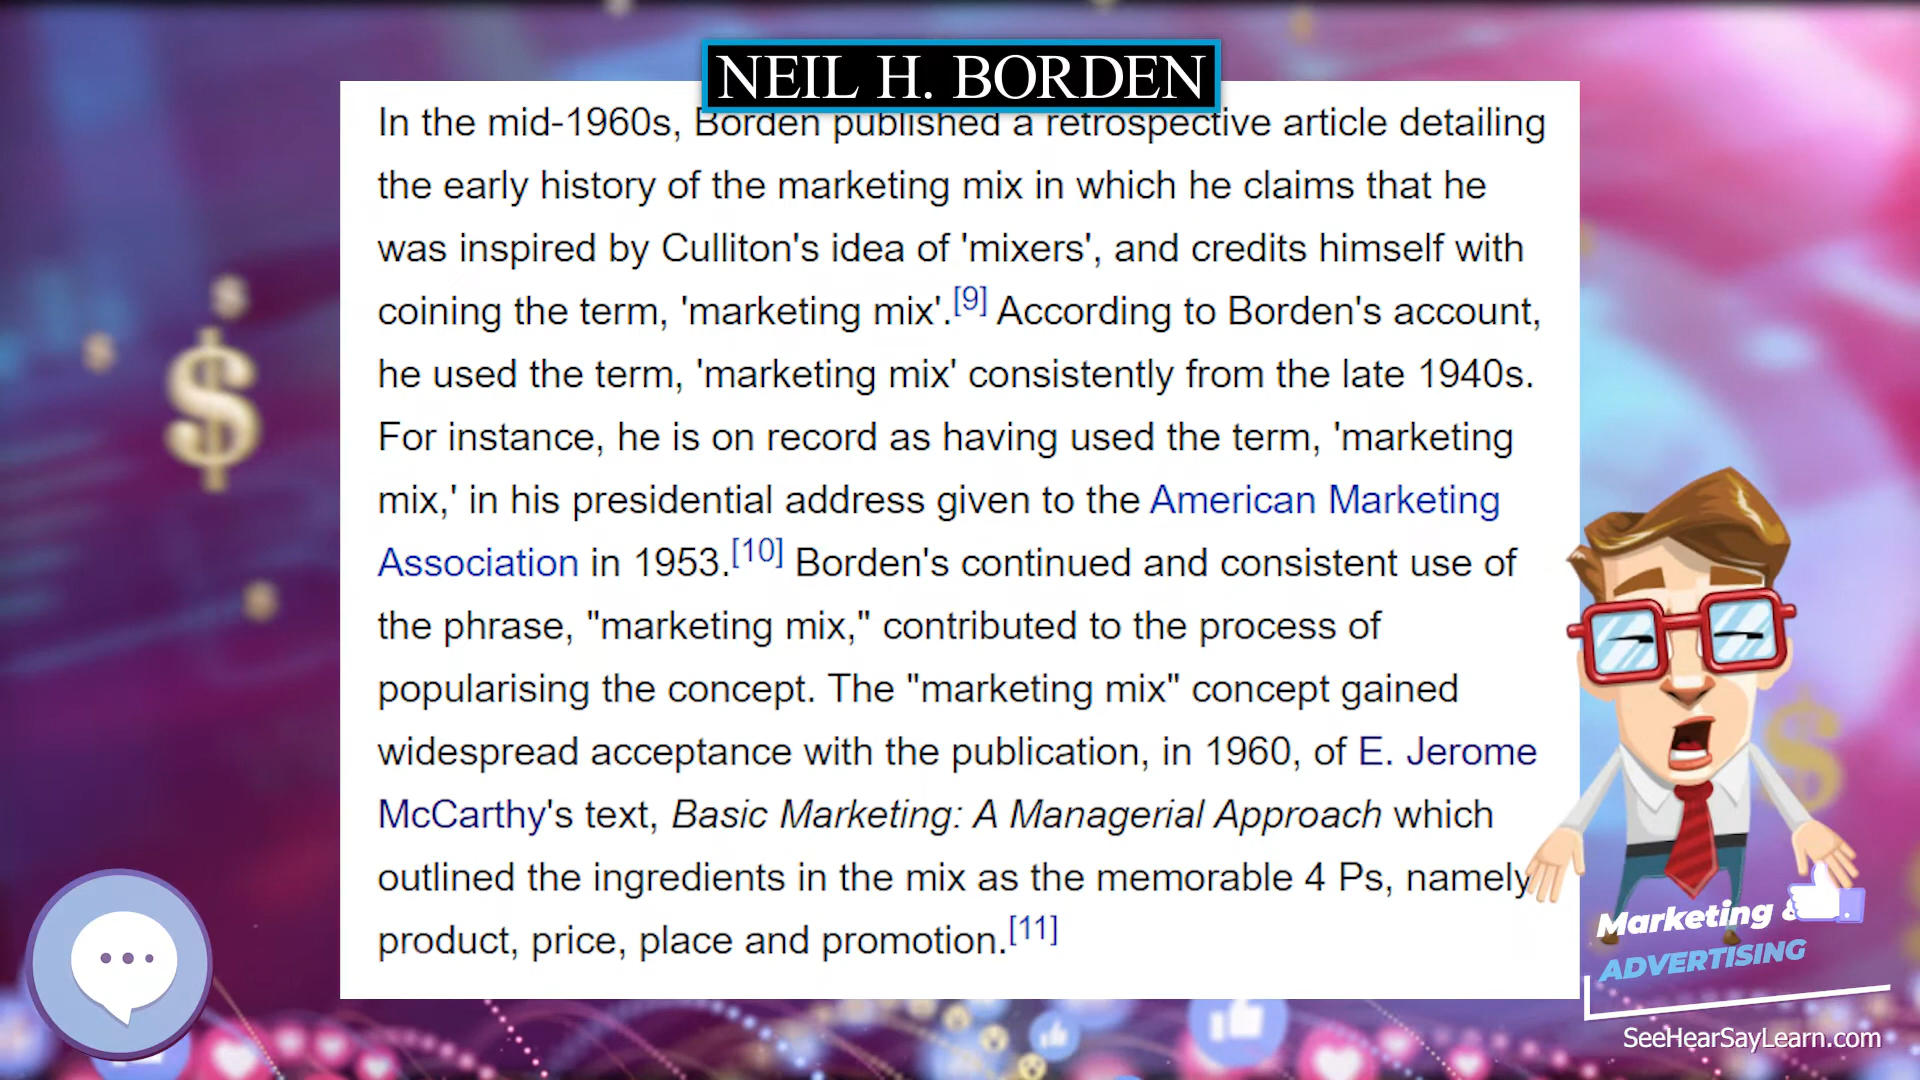 NEIL H. BORDEN
In the mid-1960s, Borden published a retrospective article detailing
the early history of the marketing mix in which he claims that he
was inspired by Culliton's idea of 'mixers', and credits himself with
coining the term, 'marketing mix'.[9] According to Borden's account,
he used the term, 'marketing mix' consistently from the late 1940s.
For instance, he is on record as having used the term, 'marketing
mix,' in his presidential address given to the American Marketing
Association in 1953.[10] Borden's continued and consistent use of
the phrase, "marketing mix," contributed to the process of
popularising the concept. The "marketing mix" concept gained
widespread acceptance with the publication, in 1960, of E. Jerome
McCarthy's text, Basic Marketing: A Managerial Approach which
outlined the ingredients in the mix as the memorable 4 Ps, namely
product, price, place and promotion.[11]
Marketing &
ADVERTISING
SeeHearSayLearn.com